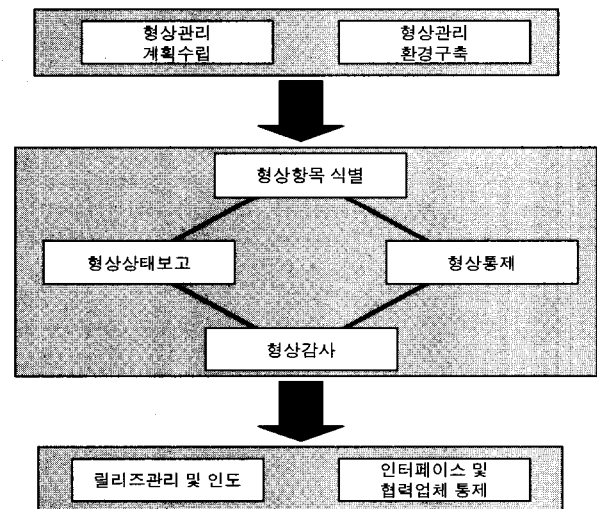 형상관리
계획수립
형상관리
환경구축
형상항목 식별
형상상태보고
형상통제
형상감사
릴리즈관리 및 인도
인터페이스 및
협력업체 통제